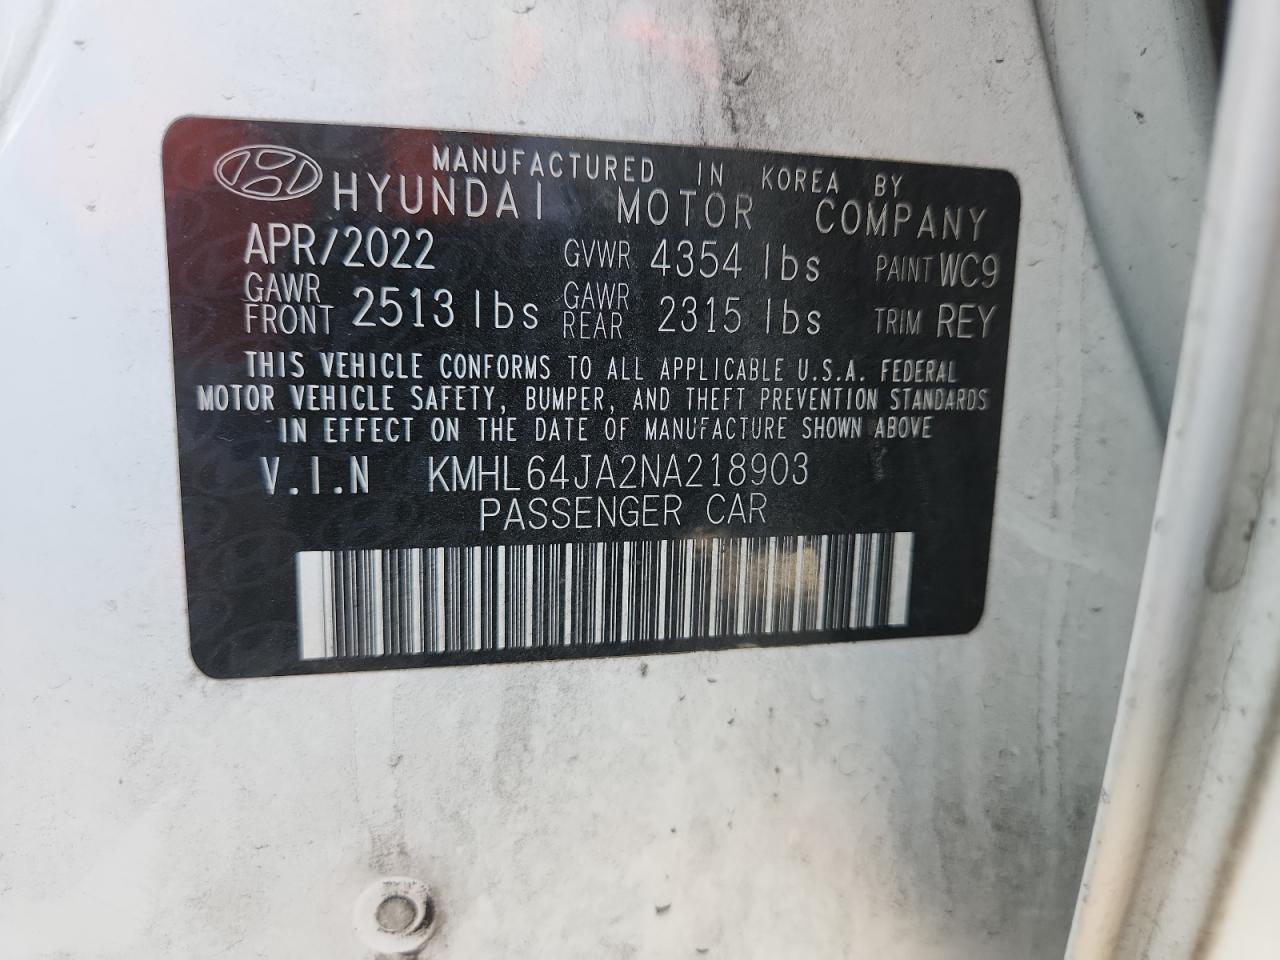 MANUFACTURED IN KOREA BY
HYUNDAI MOTOR COMPANY
APR/2022 GVWR 4354 lbs PAINT WC9
GAWR FRONT 2513 lbs GAWR REAR 2315 lbs TRIM REY
THIS VEHICLE CONFORMS TO ALL APPLICABLE U.S.A. FEDERAL
MOTOR VEHICLE SAFETY, BUMPER, AND THEFT PREVENTION STANDARDS
IN EFFECT ON THE DATE OF MANUFACTURE SHOWN ABOVE
V.I.N KMHL64JA2NA218903
PASSENGER CAR